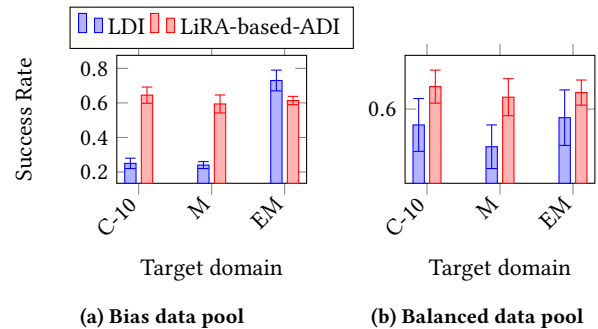 LDI LiRA-based-ADI
Success Rate
0.8
0.6
0.4
0.2
C-10 M EM
Target domain
(a) Bias data pool
0.6
C-10 M EM
Target domain
(b) Balanced data pool